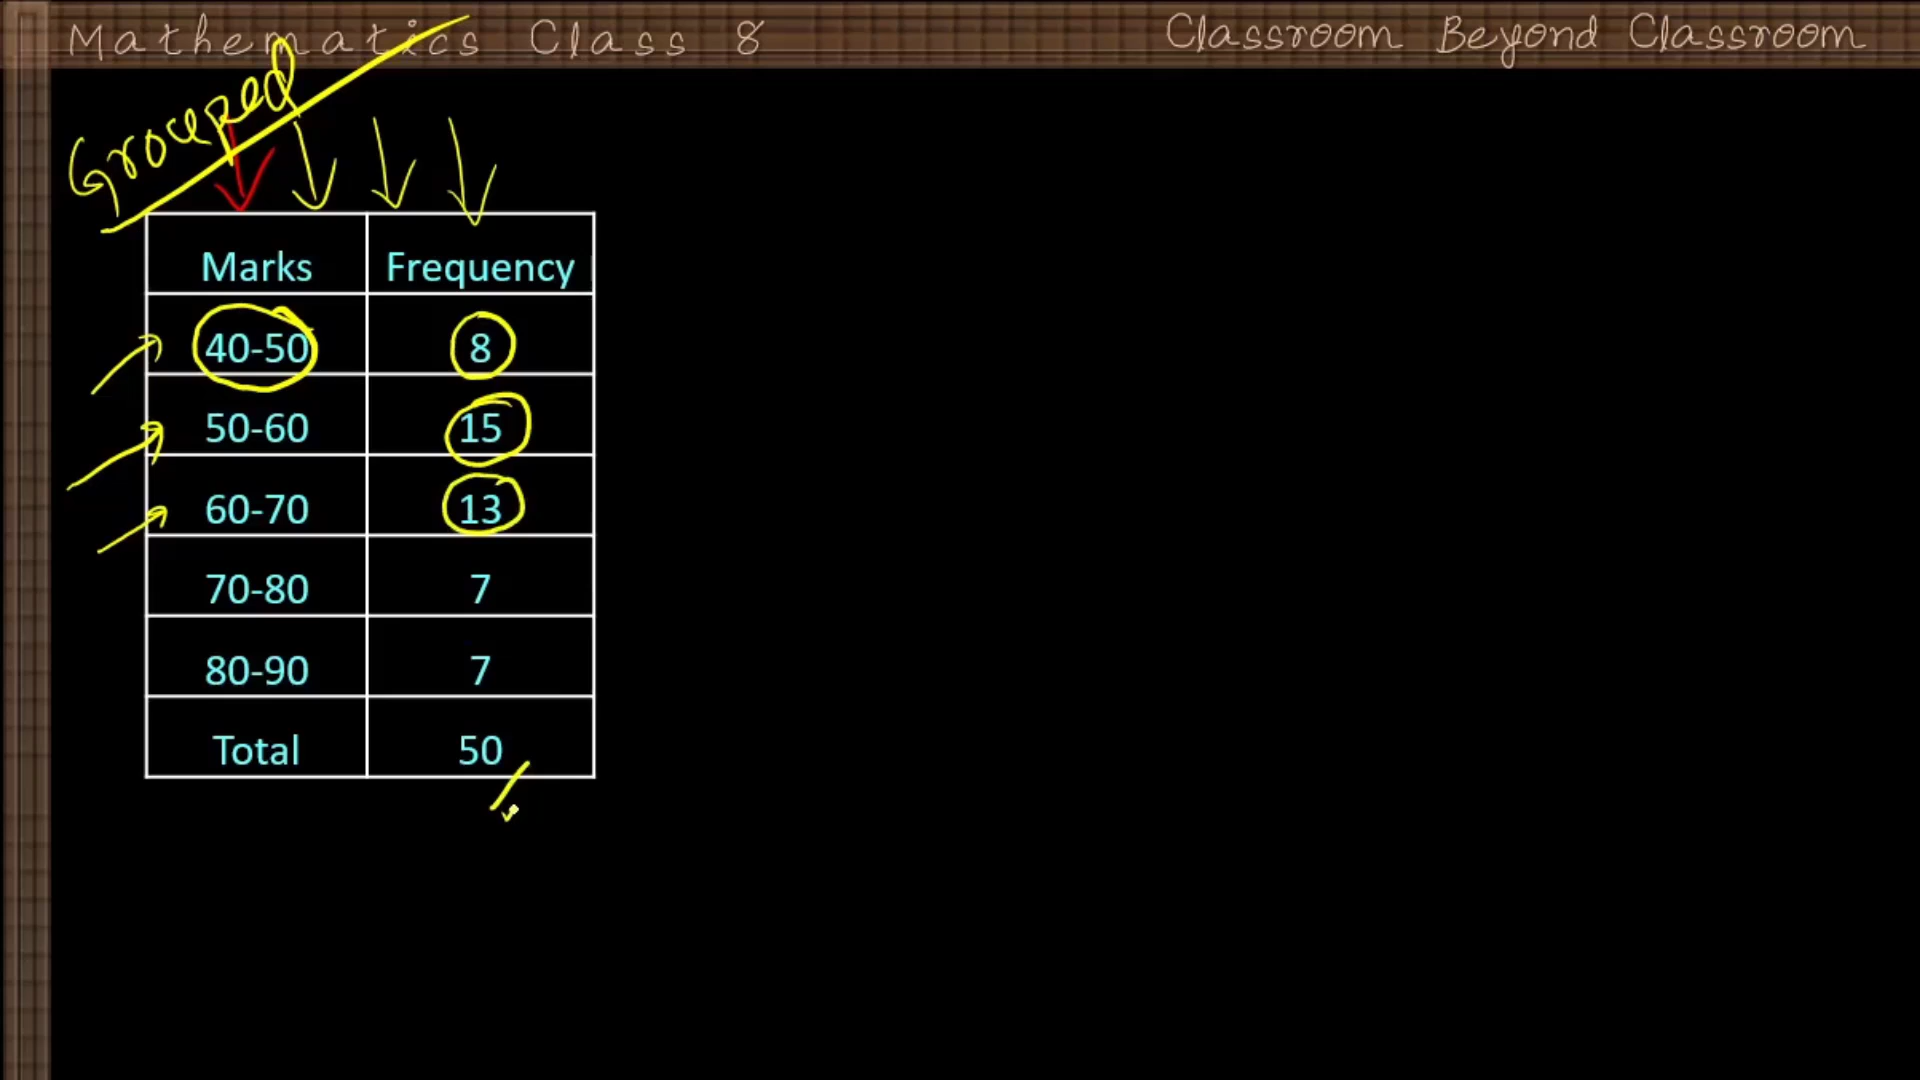 Mathematics Class 8 Classroom Beyond Classroom
Grouped
Marks Frequency
40-50 8
50-60 15
60-70 13
70-80 7
80-90 7
Total 50